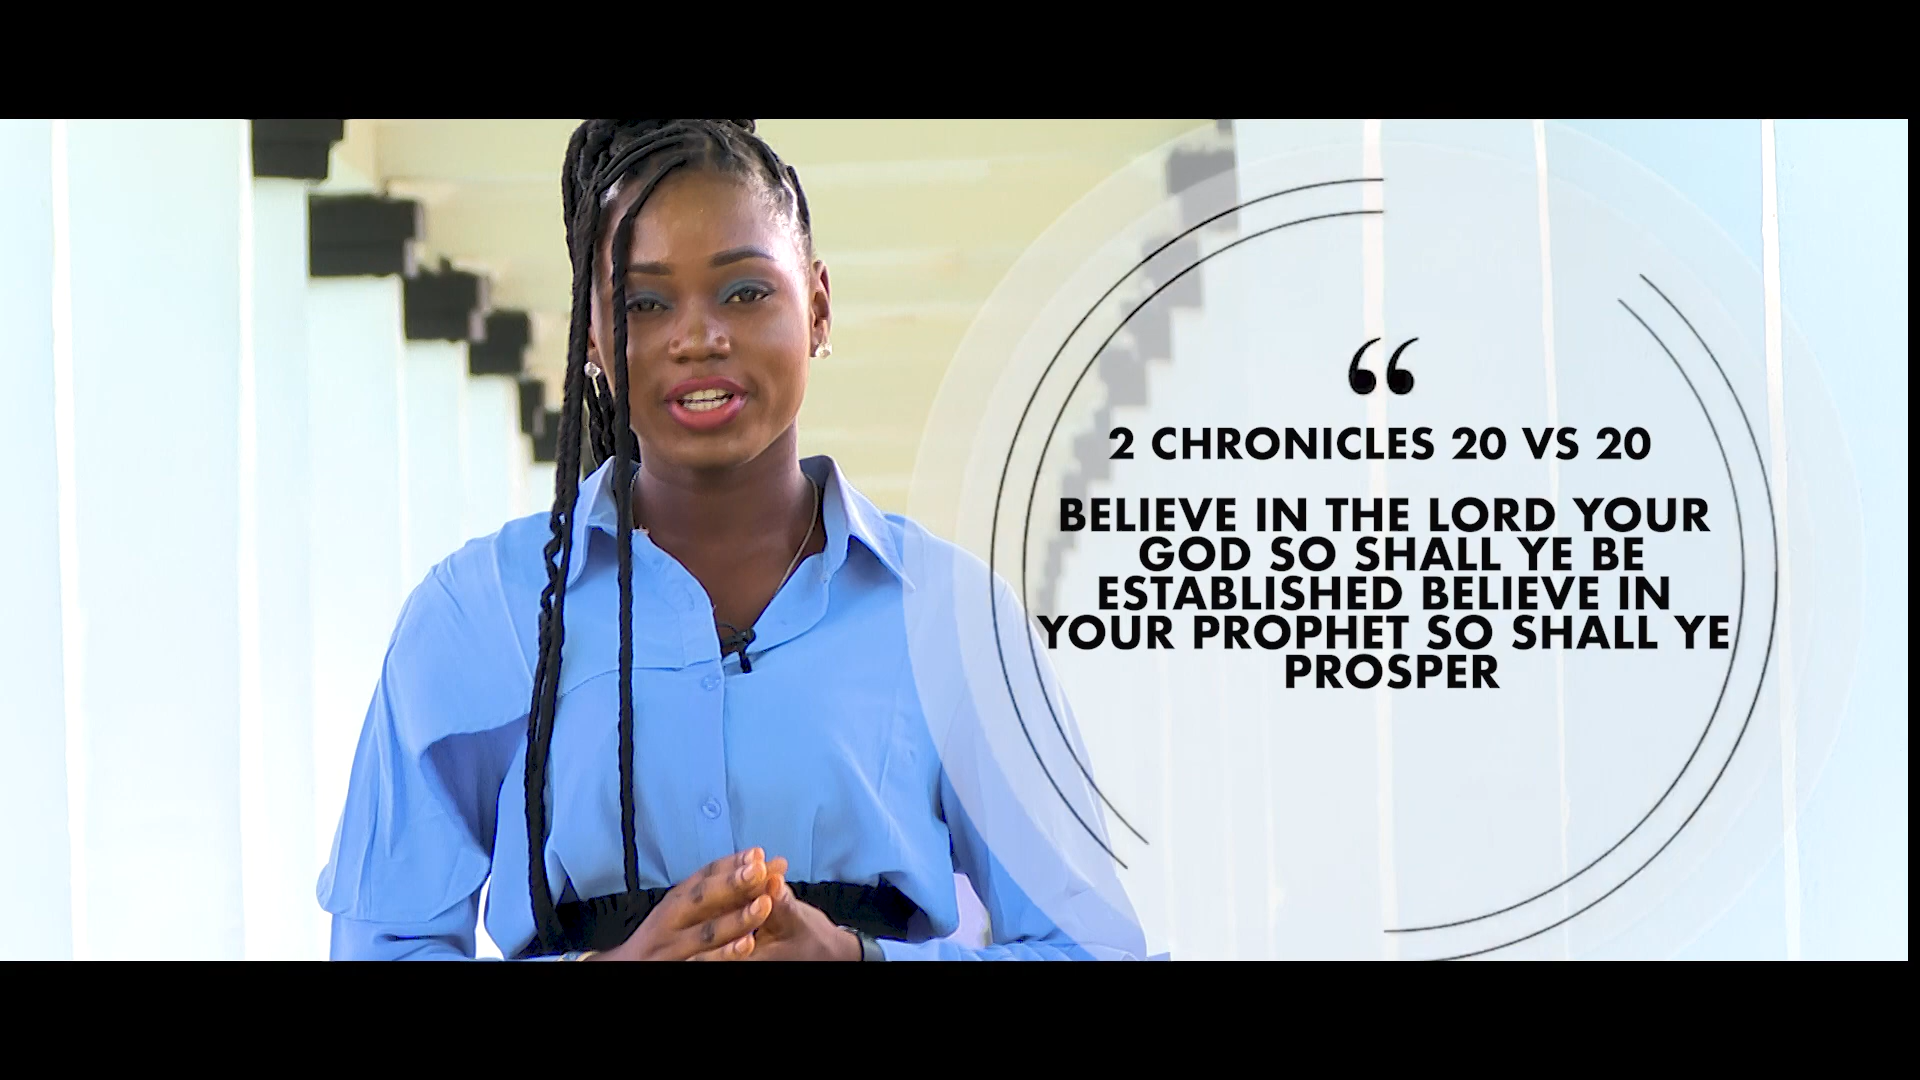 “
2 CHRONICLES 20 VS 20
BELIEVE IN THE LORD YOUR
GOD SO SHALL YE BE
ESTABLISHED BELIEVE IN
YOUR PROPHET SO SHALL YE
PROSPER